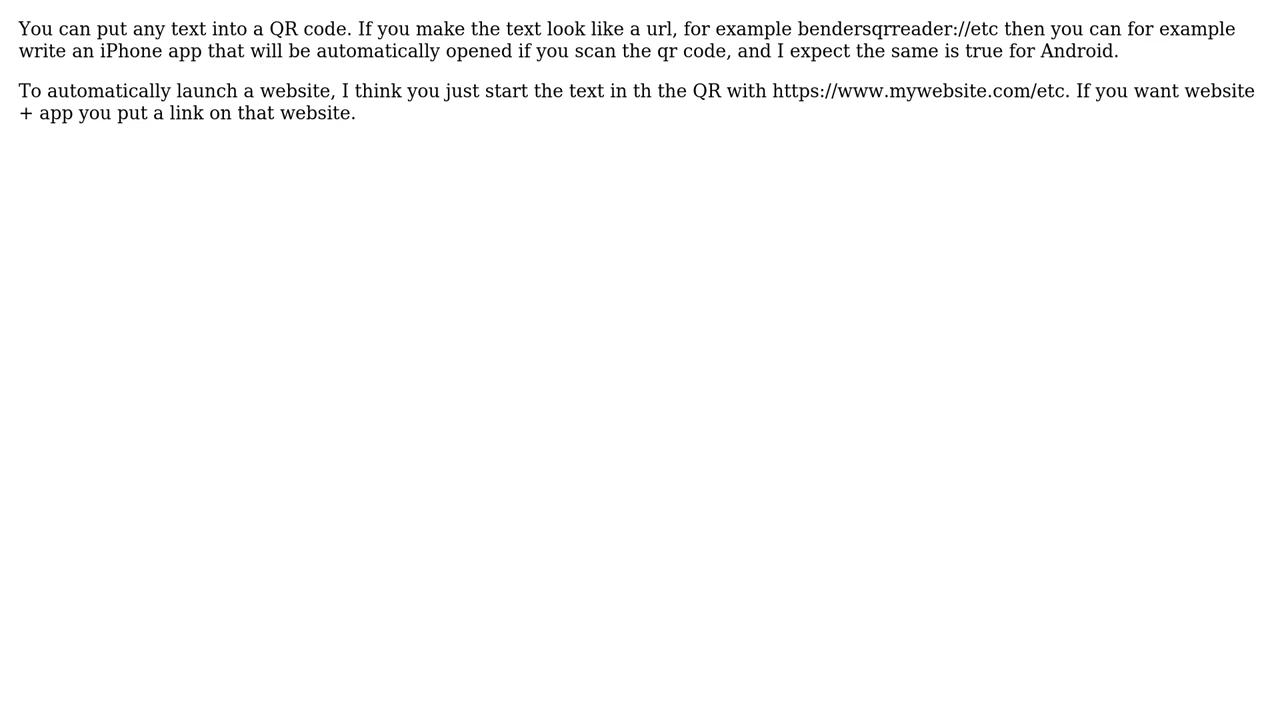 You can put any text into a QR code. If you make the text look like a url, for example bendersqrreader://etc then you can for example
write an iPhone app that will be automatically opened if you scan the qr code, and I expect the same is true for Android.
To automatically launch a website, I think you just start the text in th the QR with https://www.mywebsite.com/etc. If you want website
+ app you put a link on that website.